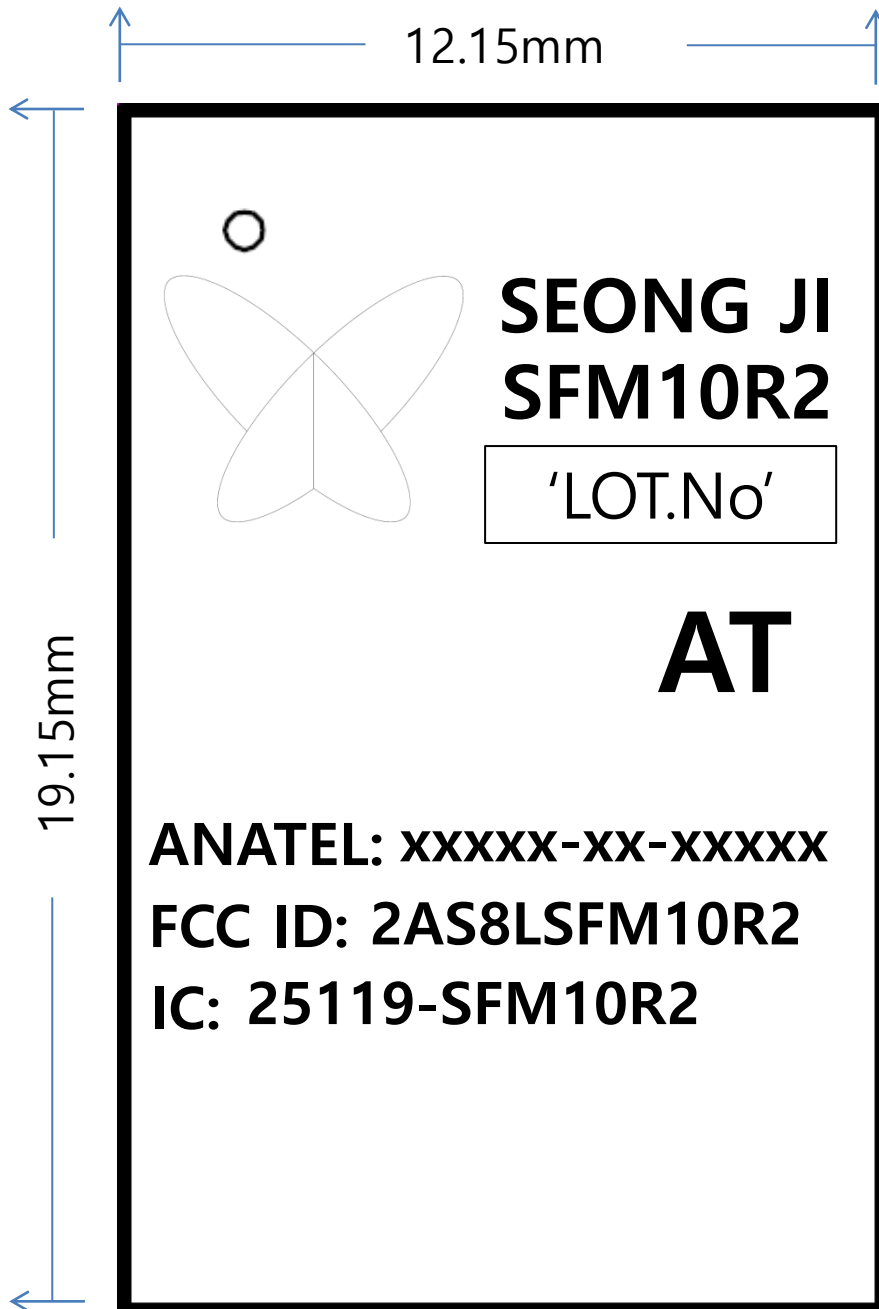 12.15mm
19.15mm
SEONG JI
SFM10R2
‘LOT.No’
AT
ANATEL: xxxxx-xx-xxxxx
FCC ID: 2AS8LSFM10R2
IC: 25119-SFM10R2